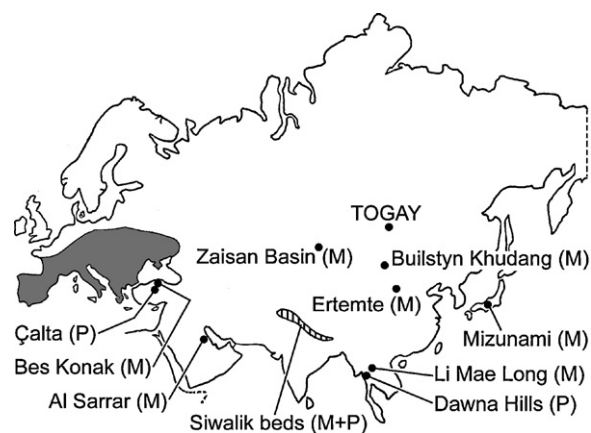 TOGAY
Zaisan Basin (M)
Builstyn Khudang (M)
Ertemte (M)
Çalta (P)
Mizunami (M)
Bes Konak (M)
Li Mae Long (M)
Al Sarrar (M)
Dawna Hills (P)
Siwalik beds (M+P)